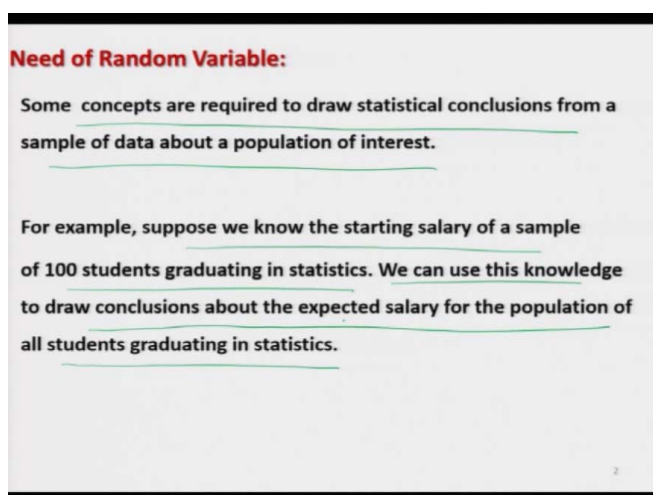 Need of Random Variable:
Some concepts are required to draw statistical conclusions from a
sample of data about a population of interest.
For example, suppose we know the starting salary of a sample
of 100 students graduating in statistics. We can use this knowledge
to draw conclusions about the expected salary for the population of
all students graduating in statistics.
2